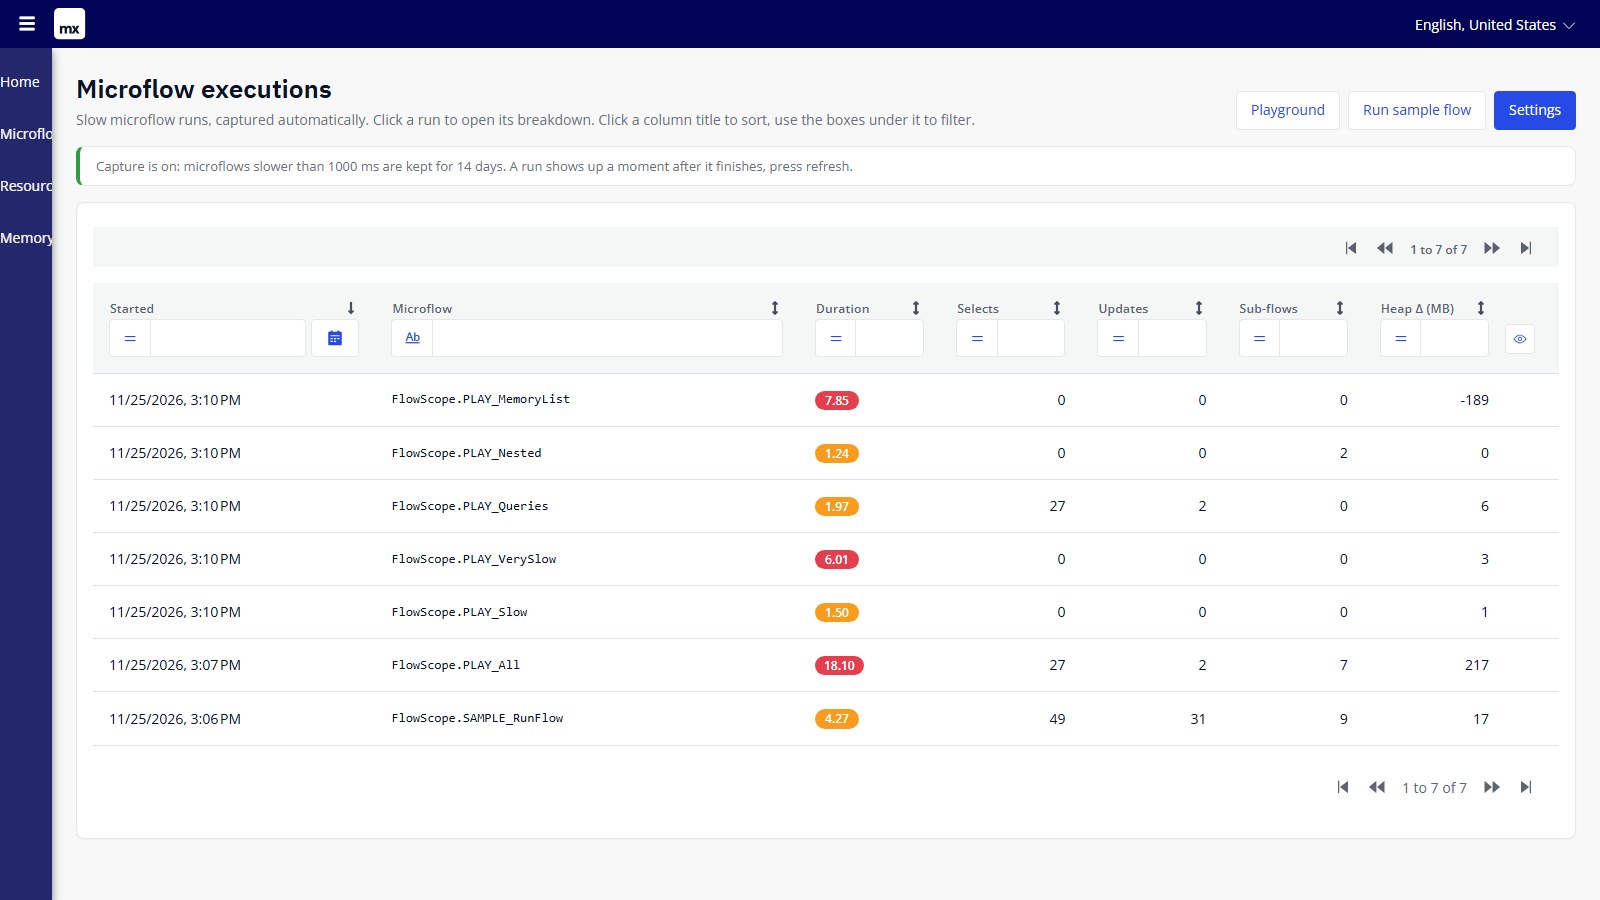 mx
English, United States
Home
Microflo
Resourc
Memory
Microflow executions
Slow microflow runs, captured automatically. Click a run to open its breakdown. Click a column title to sort, use the boxes under it to filter.
Playground
Run sample flow
Settings
Capture is on: microflows slower than 1000 ms are kept for 14 days. A run shows up a moment after it finishes, press refresh.
1 to 7 of 7
Started Microflow Duration Selects Updates Sub-flows Heap Δ (MB)
= Ab = = = = =
11/25/2026, 3:10 PM FlowScope.PLAY_MemoryList 7.85 0 0 0 -189
11/25/2026, 3:10 PM FlowScope.PLAY_Nested 1.24 0 0 2 0
11/25/2026, 3:10 PM FlowScope.PLAY_Queries 1.97 27 2 0 6
11/25/2026, 3:10 PM FlowScope.PLAY_VerySlow 6.01 0 0 0 3
11/25/2026, 3:10 PM FlowScope.PLAY_Slow 1.50 0 0 0 1
11/25/2026, 3:07 PM FlowScope.PLAY_All 18.10 27 2 7 217
11/25/2026, 3:06 PM FlowScope.SAMPLE_RunFlow 4.27 49 31 9 17
1 to 7 of 7